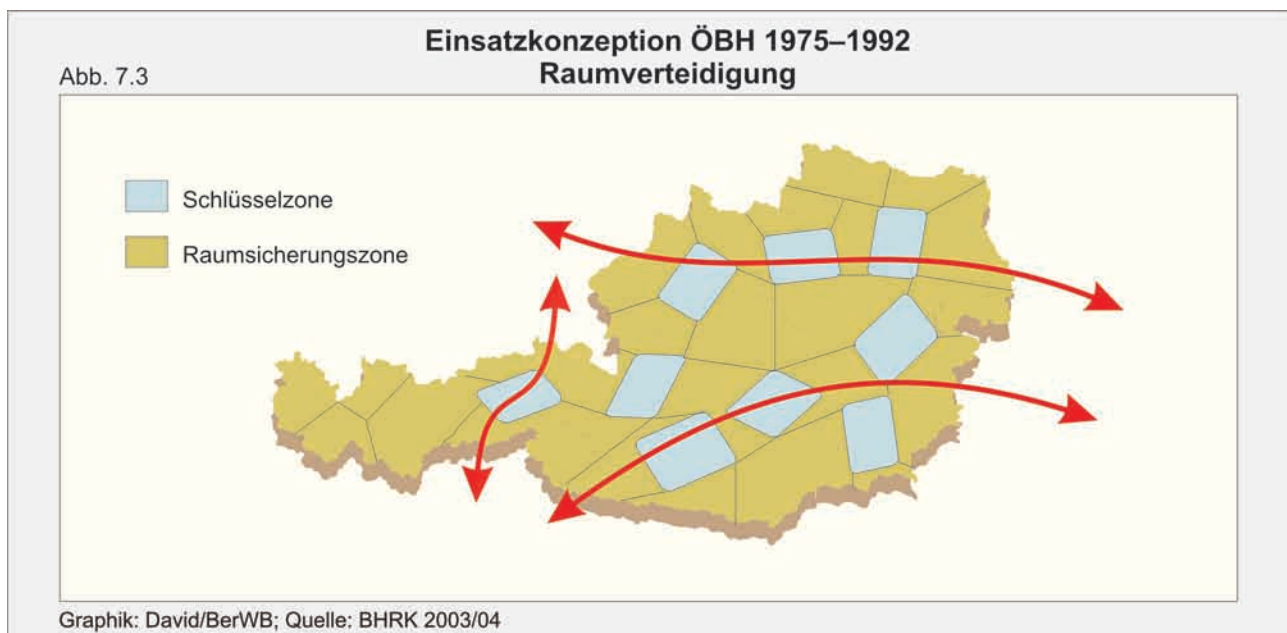 Einsatzkonzeption ÖBH 1975–1992
Raumverteidigung
Abb. 7.3
Schlüsselzone
Raumsicherungszone
Graphik: David/BerWB; Quelle: BHRK 2003/04